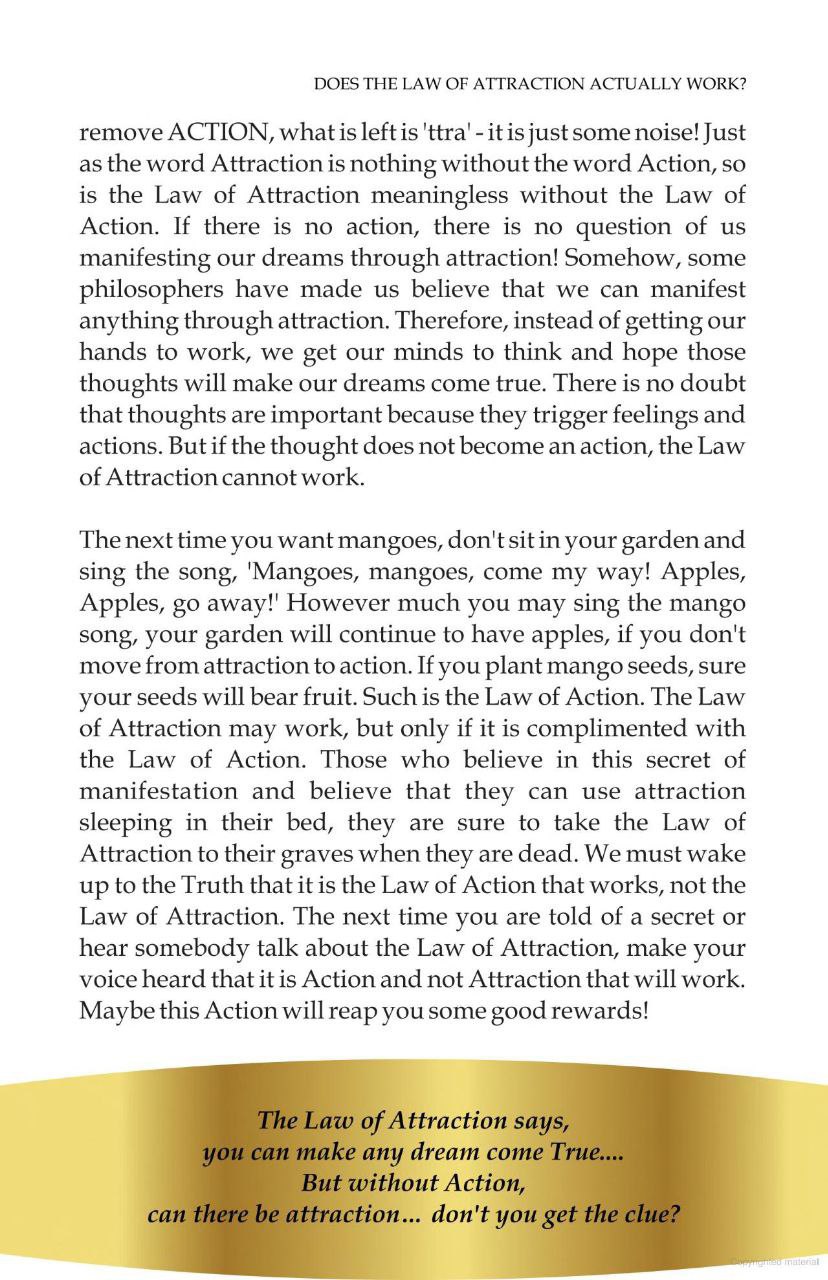 DOES THE LAW OF ATTRACTION ACTUALLY WORK?
remove ACTION, what is left is 'ttra' - it is just some noise! Just
as the word Attraction is nothing without the word Action, so
is the Law of Attraction meaningless without the Law of
Action. If there is no action, there is no question of us
manifesting our dreams through attraction! Somehow, some
philosophers have made us believe that we can manifest
anything through attraction. Therefore, instead of getting our
hands to work, we get our minds to think and hope those
thoughts will make our dreams come true. There is no doubt
that thoughts are important because they trigger feelings and
actions. But if the thought does not become an action, the Law
of Attraction cannot work.
The next time you want mangoes, don't sit in your garden and
sing the song, 'Mangoes, mangoes, come my way! Apples,
Apples, go away!' However much you may sing the mango
song, your garden will continue to have apples, if you don't
move from attraction to action. If you plant mango seeds, sure
your seeds will bear fruit. Such is the Law of Action. The Law
of Attraction may work, but only if it is complimented with
the Law of Action. Those who believe in this secret of
manifestation and believe that they can use attraction
sleeping in their bed, they are sure to take the Law of
Attraction to their graves when they are dead. We must wake
up to the Truth that it is the Law of Action that works, not the
Law of Attraction. The next time you are told of a secret or
hear somebody talk about the Law of Attraction, make your
voice heard that it is Action and not Attraction that will work.
Maybe this Action will reap you some good rewards!
The Law of Attraction says,
you can make any dream come True....
But without Action,
can there be attraction... don't you get the clue?
Copyrighted material